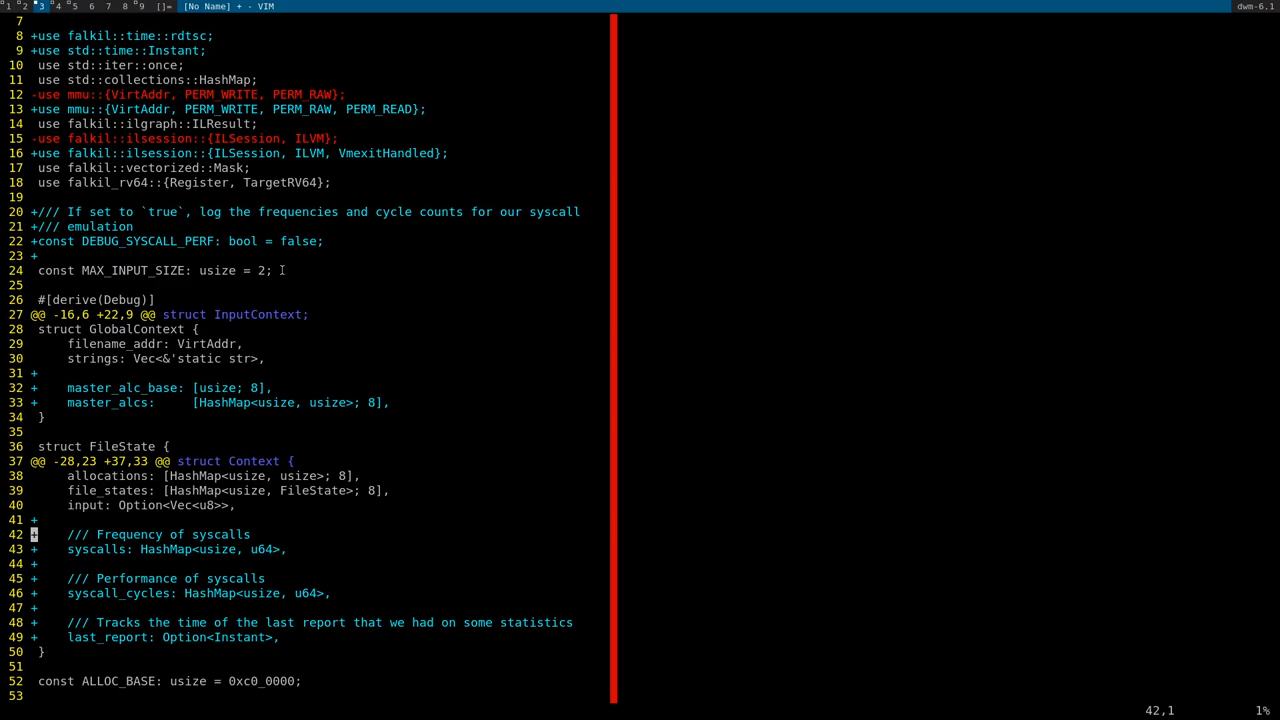 1 2 3 4 5 6 7 8 9 []= [No Name] + - VIM dwm-6.1
7
8 +use falkil::time::rdtsc;
9 +use std::time::Instant;
10  use std::iter::once;
11  use std::collections::HashMap;
12 -use mmu::{VirtAddr, PERM_WRITE, PERM_RAW};
13 +use mmu::{VirtAddr, PERM_WRITE, PERM_RAW, PERM_READ};
14  use falkil::ilgraph::ILResult;
15 -use falkil::ilsession::{ILSession, ILVM};
16 +use falkil::ilsession::{ILSession, ILVM, VmexitHandled};
17  use falkil::vectorized::Mask;
18  use falkil_rv64::{Register, TargetRV64};
19
20 +/// If set to `true`, log the frequencies and cycle counts for our syscall
21 +/// emulation
22 +const DEBUG_SYSCALL_PERF: bool = false;
23 +
24  const MAX_INPUT_SIZE: usize = 2;
25
26  #[derive(Debug)]
27 @@ -16,6 +22,9 @@ struct InputContext;
28  struct GlobalContext {
29      filename_addr: VirtAddr,
30      strings: Vec<&'static str>,
31 +
32 +    master_alc_base: [usize; 8],
33 +    master_alcs:     [HashMap<usize, usize>; 8],
34  }
35
36  struct FileState {
37 @@ -28,23 +37,33 @@ struct Context {
38      allocations: [HashMap<usize, usize>; 8],
39      file_states: [HashMap<usize, FileState>; 8],
40      input: Option<Vec<u8>>,
41 +
42 +    /// Frequency of syscalls
43 +    syscalls: HashMap<usize, u64>,
44 +
45 +    /// Performance of syscalls
46 +    syscall_cycles: HashMap<usize, u64>,
47 +
48 +    /// Tracks the time of the last report that we had on some statistics
49 +    last_report: Option<Instant>,
50  }
51
52  const ALLOC_BASE: usize = 0xc0_0000;
53
42,1 1%